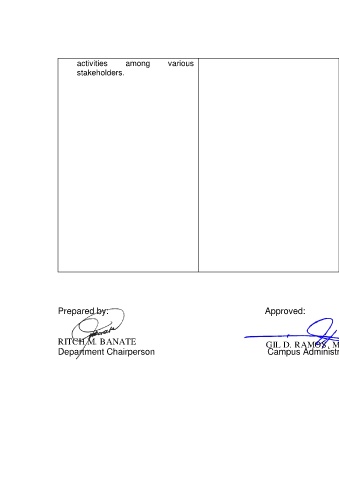 activities among various
stakeholders.
Prepared by:
Approved:
RITCH M. BANATE
GIL D. RAMOS, M
Department Chairperson
Campus Administr